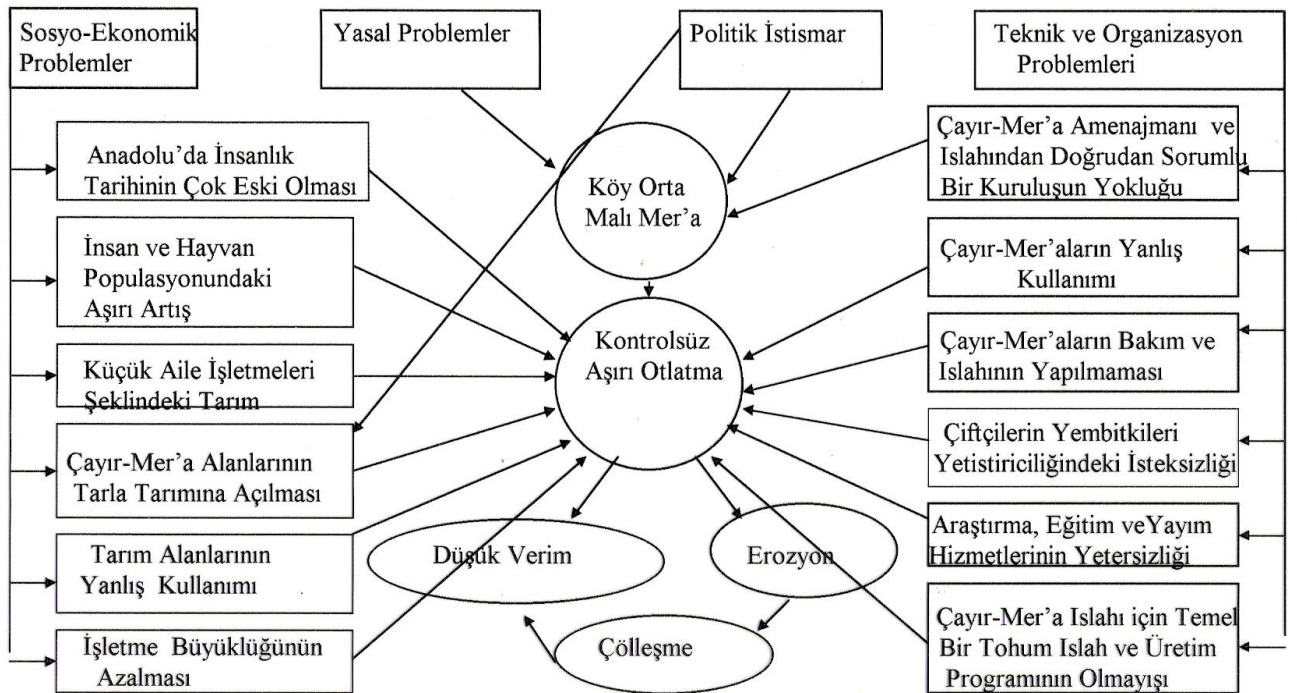 Sosyo-Ekonomik
Problemler
Yasal Problemler
Politik İstismar
Teknik ve Organizasyon
Problemleri
Anadolu'da İnsanlık
Tarihinin Çok Eski Olması
İnsan ve Hayvan
Populasyonundaki
Aşırı Artış
Küçük Aile İşletmeleri
Şeklindeki Tarım
Çayır-Mer'a Alanlarının
Tarla Tarımına Açılması
Tarım Alanlarının
Yanlış Kullanımı
İşletme Büyüklüğünün
Azalması
Köy Orta
Malı Mer'a
Kontrolsüz
Aşırı Otlatma
Düşük Verim
Erozyon
Çölleşme
Çayır-Mer'a Amenajmanı ve
Islahından Doğrudan Sorumlu
Bir Kuruluşun Yokluğu
Çayır-Mer'aların Yanlış
Kullanımı
Çayır-Mer'aların Bakım ve
Islahının Yapılmaması
Çiftçilerin Yembitkileri
Yetistiriciliğindeki İsteksizliği
Araştırma, Eğitim veYayım
Hizmetlerinin Yetersizliği
Çayır-Mer'a Islahı için Temel
Bir Tohum Islah ve Üretim
Programının Olmayışı